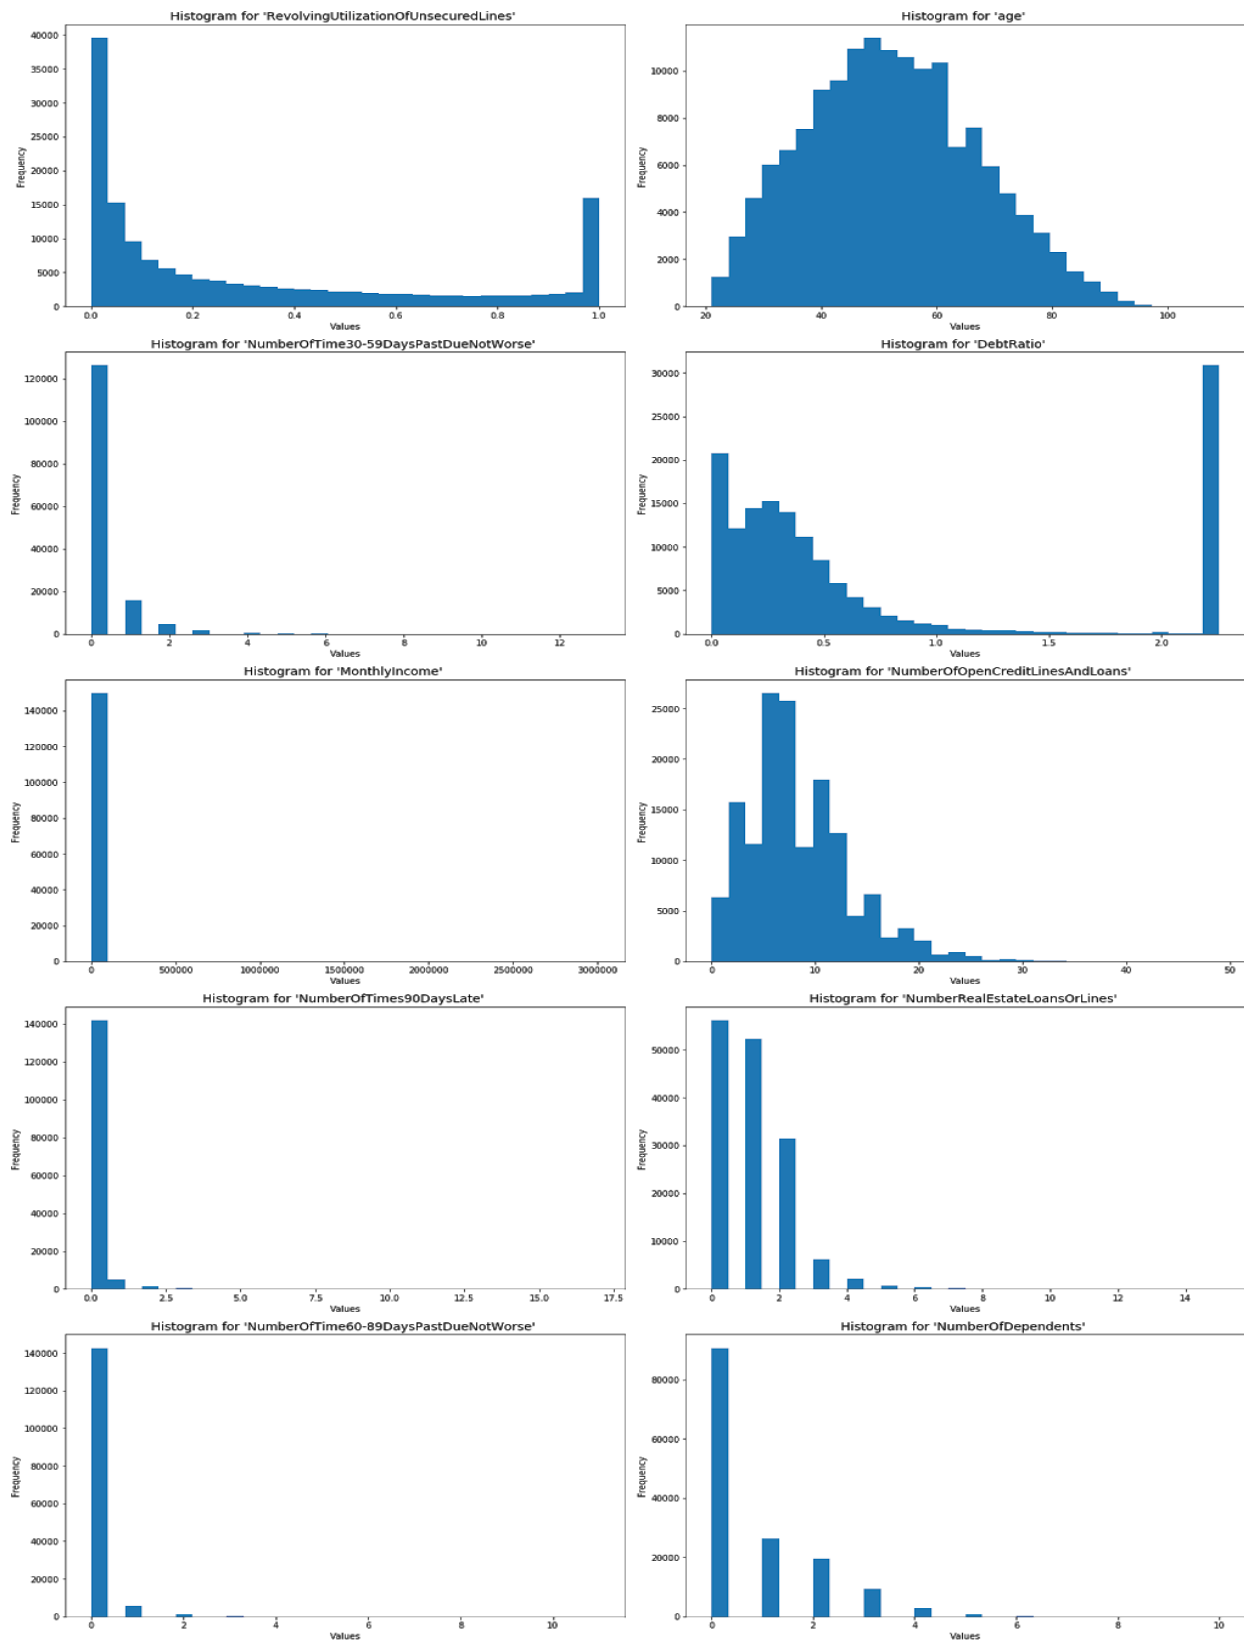 Histogram for 'RevolvingUtilizationOfUnsecuredLines'
40000
35000
30000
25000
20000
15000
10000
5000
0
Frequency
0.0 0.2 0.4 0.6 0.8 1.0
Values
Histogram for 'age'
10000
8000
6000
4000
2000
0
Frequency
20 40 60 80 100
Values
Histogram for 'NumberOfTime30-59DaysPastDueNotWorse'
120000
100000
80000
60000
40000
20000
0
Frequency
0 2 4 6 8 10 12
Values
Histogram for 'DebtRatio'
30000
25000
20000
15000
10000
5000
0
Frequency
0.0 0.5 1.0 1.5 2.0
Values
Histogram for 'MonthlyIncome'
140000
120000
100000
80000
60000
40000
20000
0
Frequency
0 500000 1000000 1500000 2000000 2500000 3000000
Values
Histogram for 'NumberOfOpenCreditLinesAndLoans'
25000
20000
15000
10000
5000
0
Frequency
0 10 20 30 40 50
Values
Histogram for 'NumberOfTimes90DaysLate'
140000
120000
100000
80000
60000
40000
20000
0
Frequency
0.0 2.5 5.0 7.5 10.0 12.5 15.0 17.5
Values
Histogram for 'NumberRealEstateLoansOrLines'
50000
40000
30000
20000
10000
0
Frequency
0 2 4 6 8 10 12 14
Values
Histogram for 'NumberOfTime60-89DaysPastDueNotWorse'
140000
120000
100000
80000
60000
40000
20000
0
Frequency
0 2 4 6 8 10
Values
Histogram for 'NumberOfDependents'
80000
60000
40000
20000
0
Frequency
0 2 4 6 8 10
Values